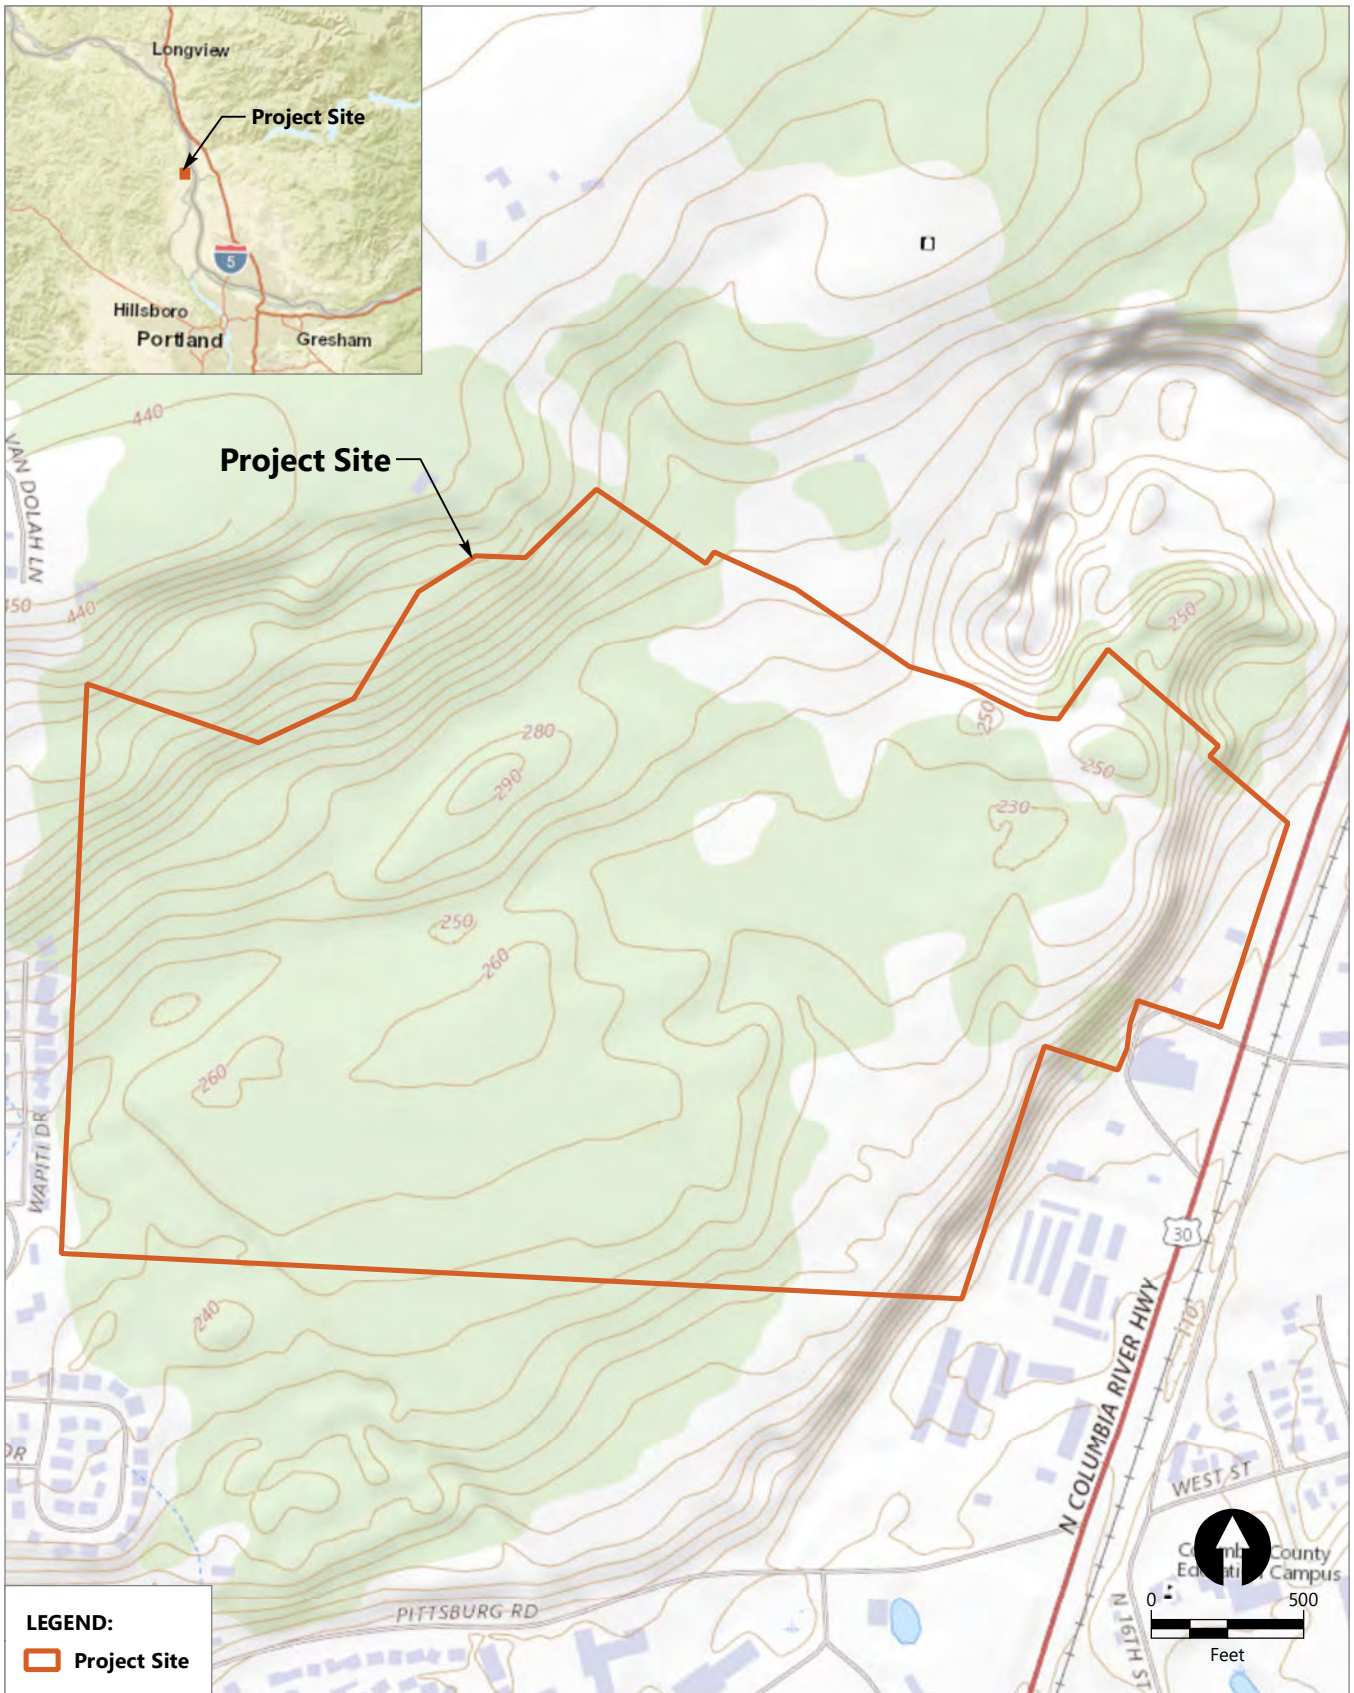 Longview
Project Site
5
Hillsboro
Portland
Gresham
440
VAN DOLAH LN
Project Site
440
250
280
290
250
250
230
250
260
260
WAPITI DR
240
30
N COLUMBIA RIVER HWY
110
DR
WEST ST
County
Campus
PITTSBURG RD
N 16TH ST
0
500
Feet
LEGEND:
Project Site